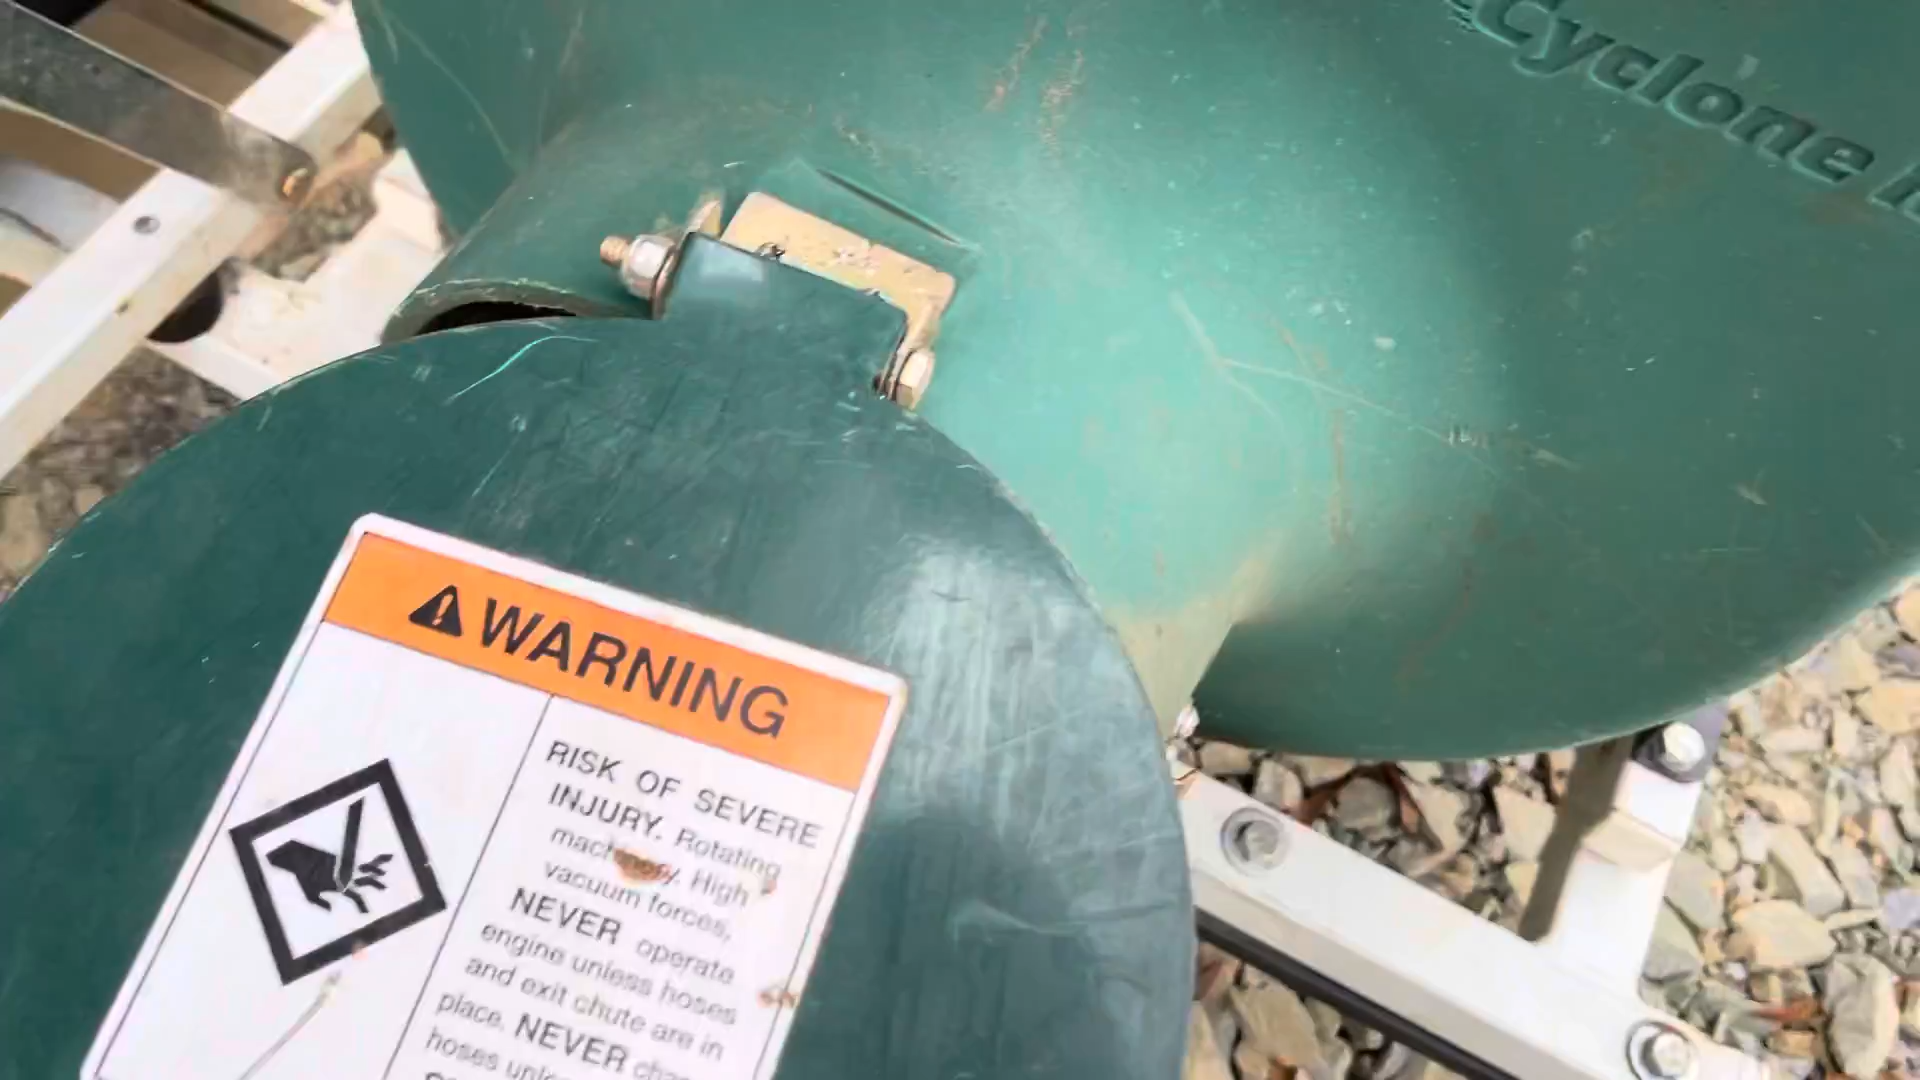 Cyclone
WARNING
RISK OF SEVERE
INJURY. Rotating
machinery. High
vacuum forces.
NEVER operate
engine unless hoses
and exit chute are in
place. NEVER
hoses